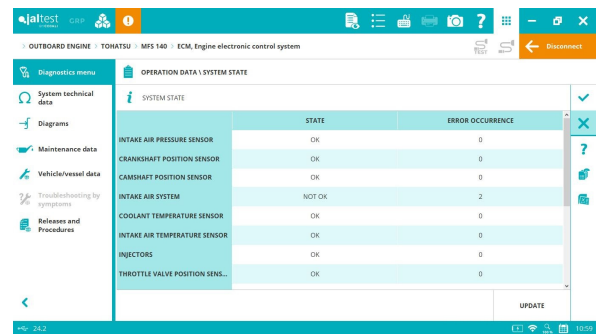 jaltest GRP
> OUTBOARD ENGINE > TOHATSU > MFS 140 > ECM, Engine electronic control system
TEST
Disconnect
Diagnostics menu
OPERATION DATA \ SYSTEM STATE
System technical
data
SYSTEM STATE
Diagrams
Maintenance data
Vehicle/vessel data
Troubleshooting by
symptoms
Releases and
Procedures
STATE ERROR OCCURRENCE
INTAKE AIR PRESSURE SENSOR OK 0
CRANKSHAFT POSITION SENSOR OK 0
CAMSHAFT POSITION SENSOR OK 0
INTAKE AIR SYSTEM NOT OK 2
COOLANT TEMPERATURE SENSOR OK 0
INTAKE AIR TEMPERATURE SENSOR OK 0
INJECTORS OK 0
THROTTLE VALVE POSITION SENS... OK 0
UPDATE
24.2
100%
10:59